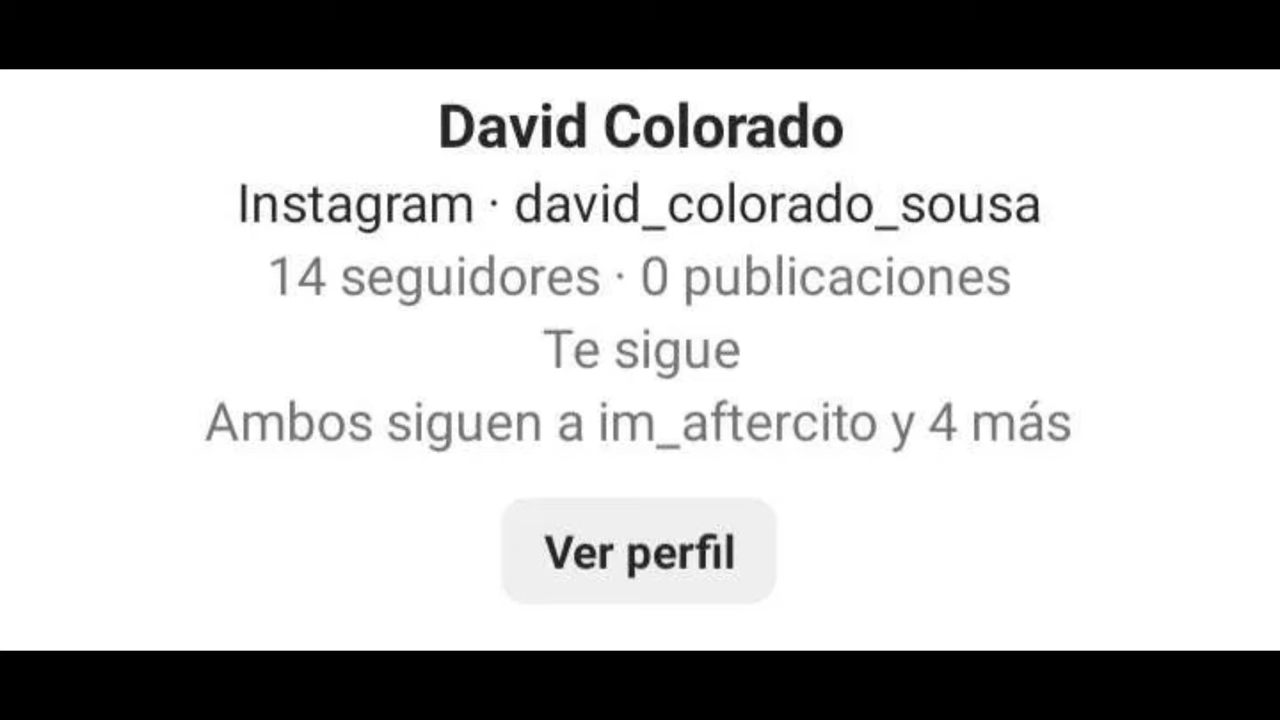 David Colorado
Instagram · david_colorado_sousa
14 seguidores · 0 publicaciones
Te sigue
Ambos siguen a im_aftercito y 4 más
Ver perfil